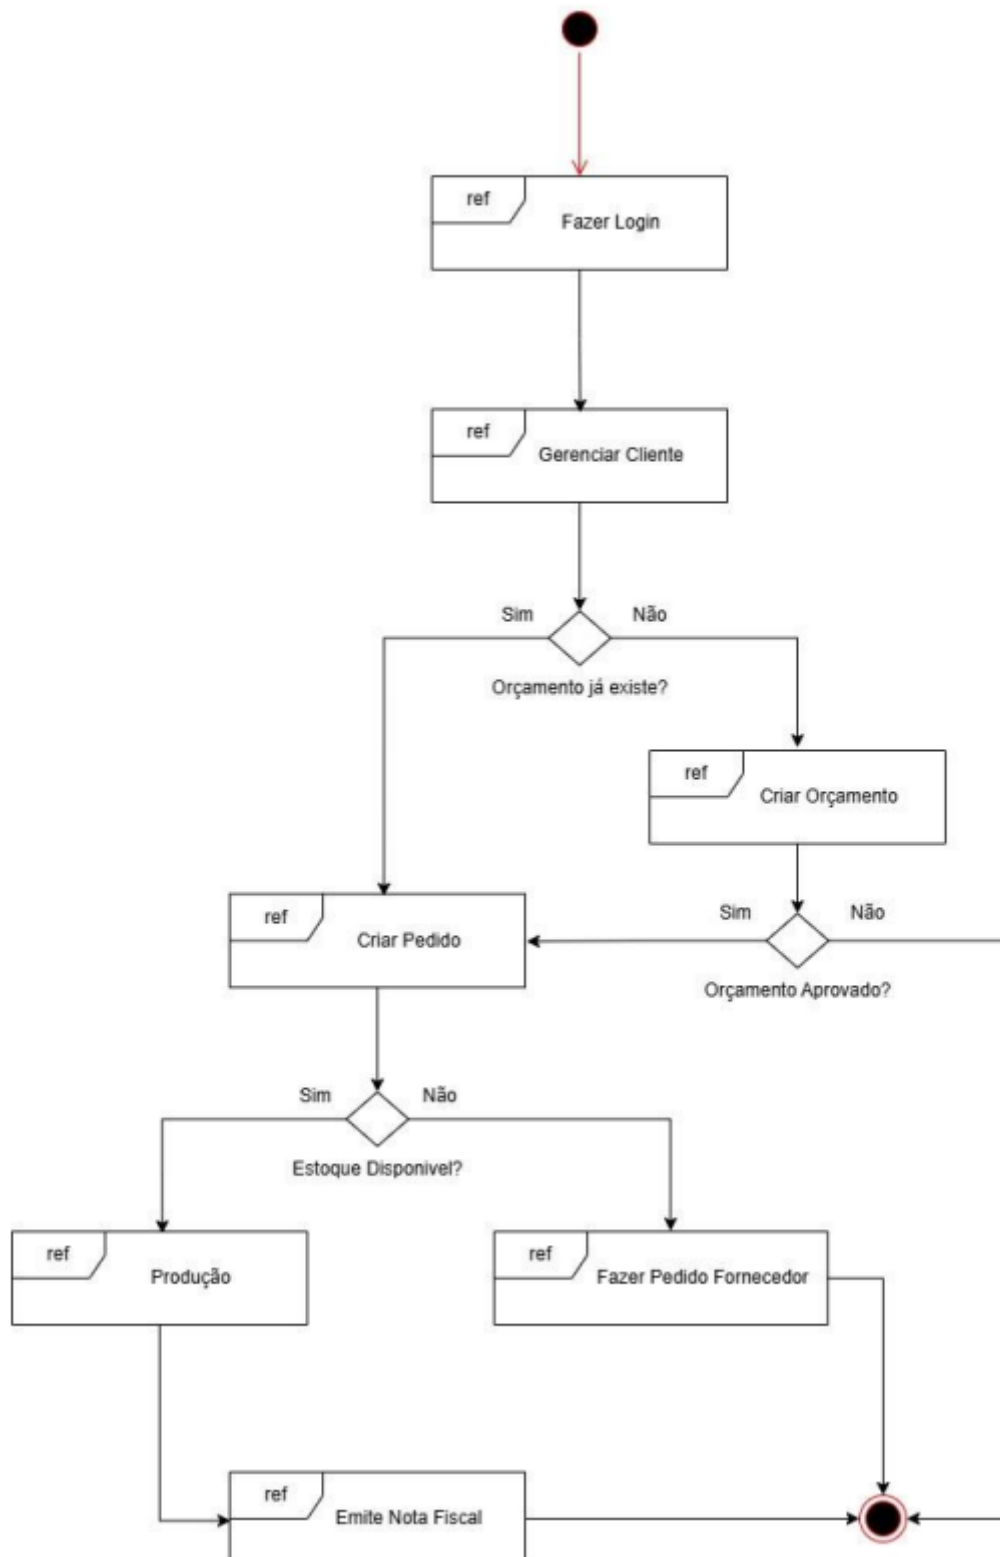 ref
Fazer Login
ref
Gerenciar Cliente
Sim
Não
Orçamento já existe?
ref
Criar Orçamento
ref
Criar Pedido
Sim
Não
Orçamento Aprovado?
Sim
Não
Estoque Disponivel?
ref
Produção
ref
Fazer Pedido Fornecedor
ref
Emite Nota Fiscal